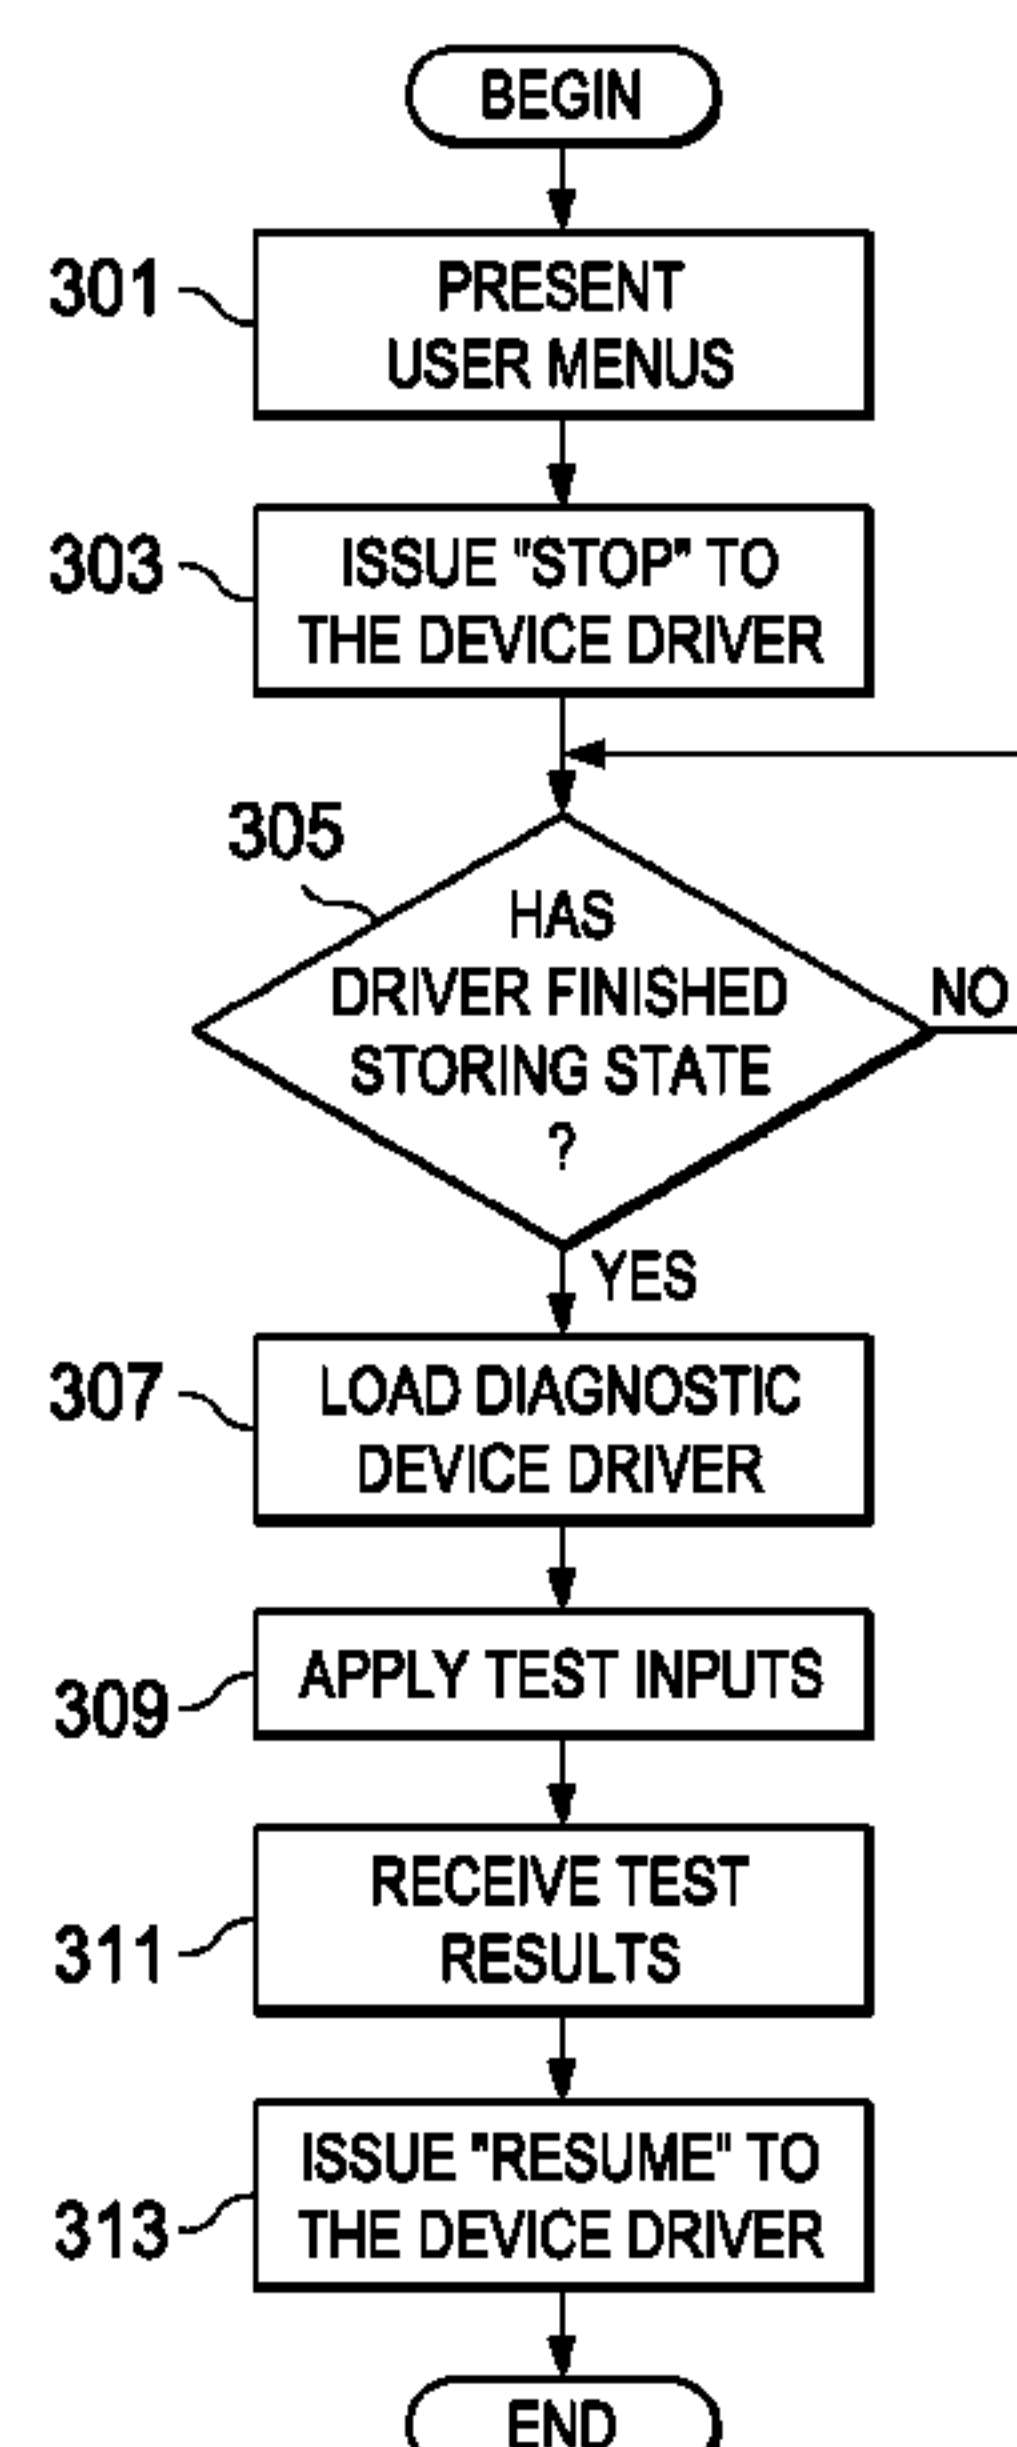 BEGIN
301
PRESENT
USER MENUS
303
ISSUE "STOP" TO
THE DEVICE DRIVER
305
HAS
DRIVER FINISHED
STORING STATE
?
NO
YES
307
LOAD DIAGNOSTIC
DEVICE DRIVER
309
APPLY TEST INPUTS
311
RECEIVE TEST
RESULTS
313
ISSUE "RESUME" TO
THE DEVICE DRIVER
END